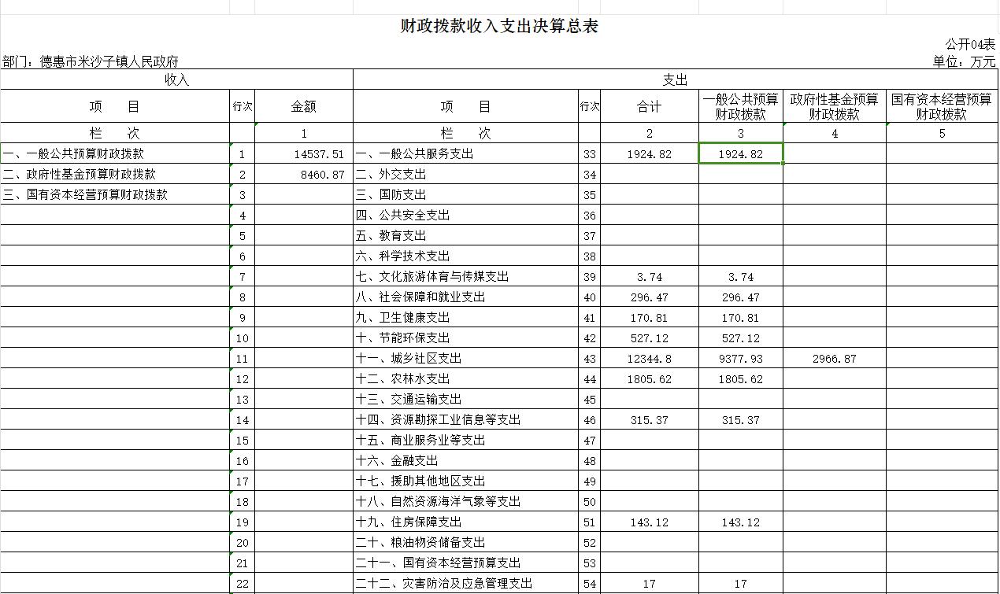 财政拨款收入支出决算总表
公开04表
部门：德惠市米沙子镇人民政府 单位：万元
收入 支出
项 目 行次 金额 项 目 行次 合计 一般公共预算财政拨款 政府性基金预算财政拨款 国有资本经营预算财政拨款
栏 次 1 栏 次 2 3 4 5
一、一般公共预算财政拨款 1 14537.51 一、一般公共服务支出 33 1924.82 1924.82
二、政府性基金预算财政拨款 2 8460.87 二、外交支出 34
三、国有资本经营预算财政拨款 3 三、国防支出 35
4 四、公共安全支出 36
5 五、教育支出 37
6 六、科学技术支出 38
7 七、文化旅游体育与传媒支出 39 3.74 3.74
8 八、社会保障和就业支出 40 296.47 296.47
9 九、卫生健康支出 41 170.81 170.81
10 十、节能环保支出 42 527.12 527.12
11 十一、城乡社区支出 43 12344.8 9377.93 2966.87
12 十二、农林水支出 44 1805.62 1805.62
13 十三、交通运输支出 45
14 十四、资源勘探工业信息等支出 46 315.37 315.37
15 十五、商业服务业等支出 47
16 十六、金融支出 48
17 十七、援助其他地区支出 49
18 十八、自然资源海洋气象等支出 50
19 十九、住房保障支出 51 143.12 143.12
20 二十、粮油物资储备支出 52
21 二十一、国有资本经营预算支出 53
22 二十二、灾害防治及应急管理支出 54 17 17